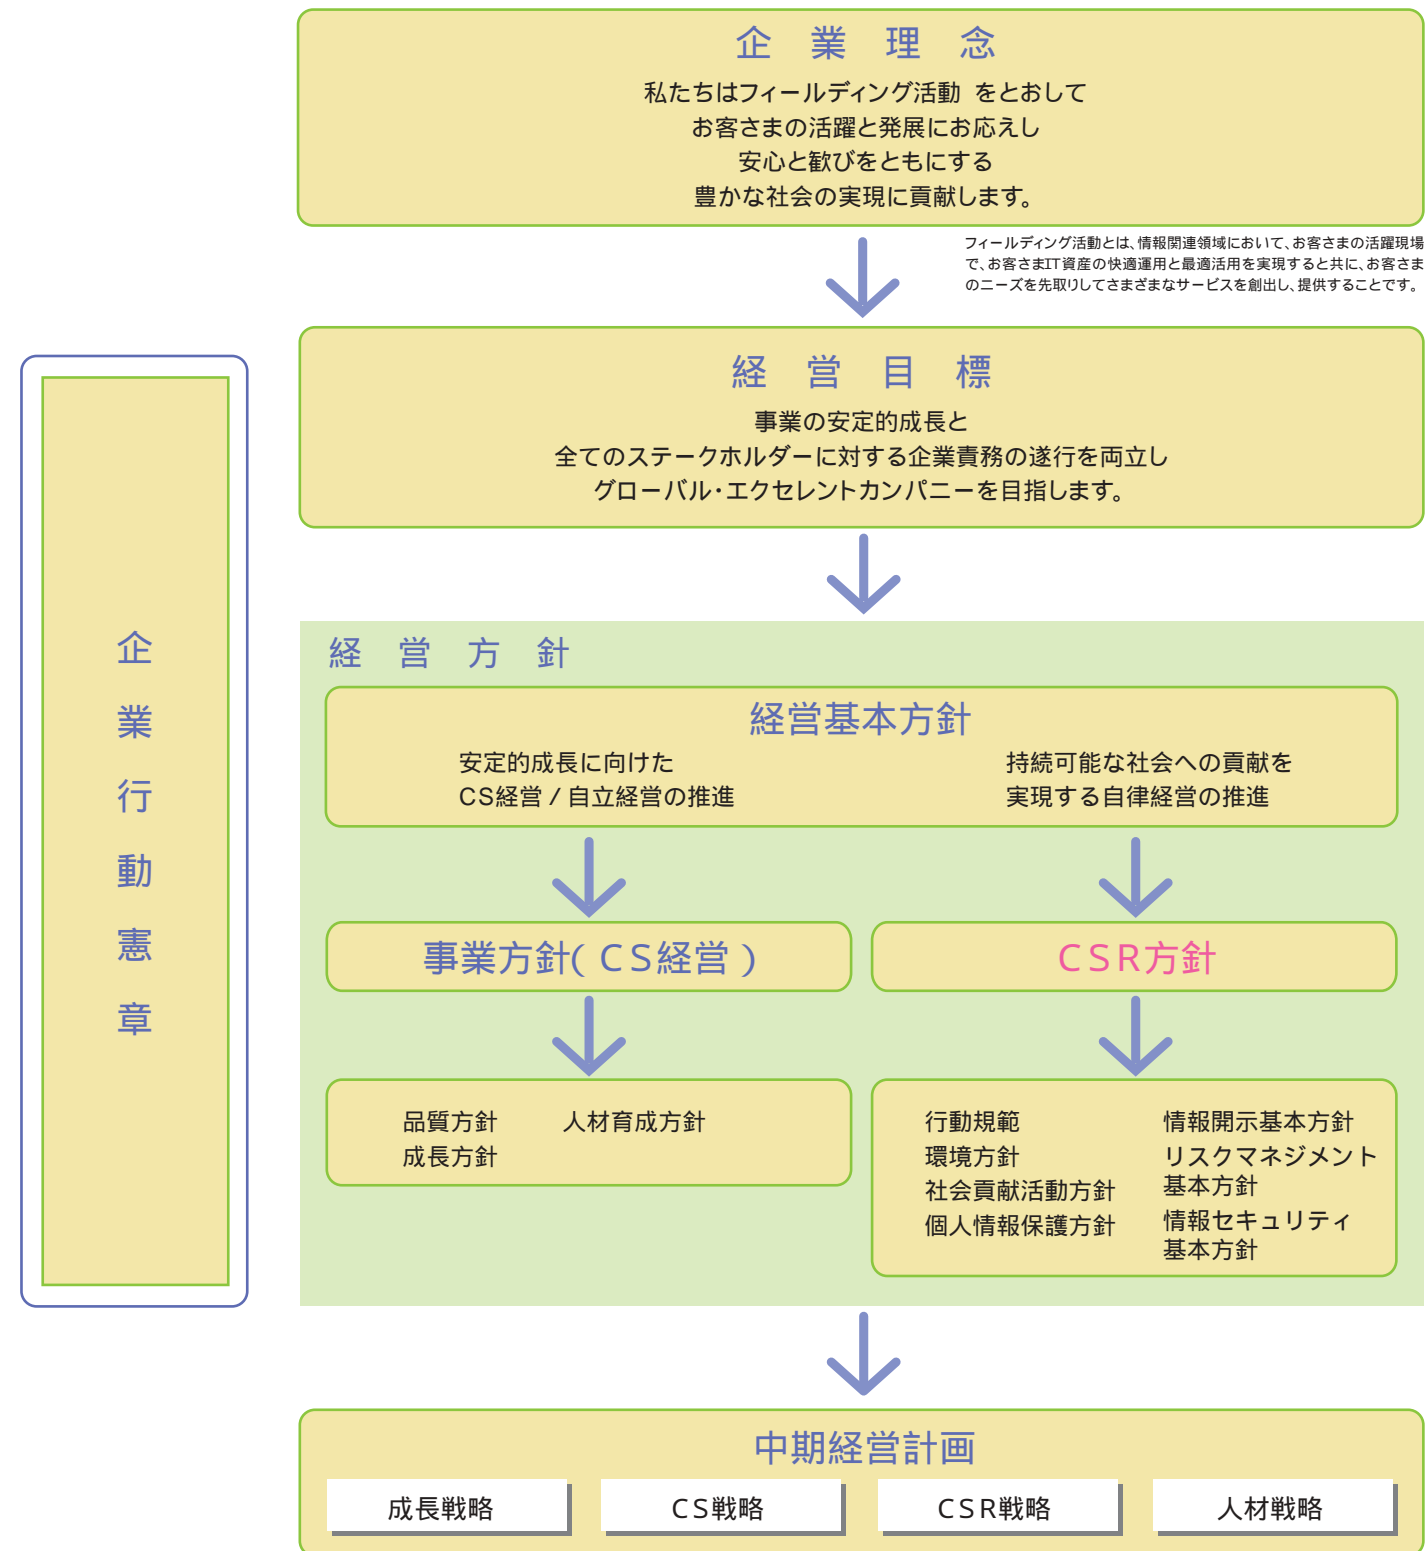 企業理念
私たちはフィールディング活動 をとおして
お客さまの活躍と発展にお応えし
安心と歓びをともにする
豊かな社会の実現に貢献します。
フィールディング活動とは、情報関連領域において、お客さまの活躍現場
で、お客さまIT資産の快適運用と最適活用を実現すると共に、お客さま
のニーズを先取りしてさまざまなサービスを創出し、提供することです。
経営目標
事業の安定的成長と
全てのステークホルダーに対する企業責務の遂行を両立し
グローバル・エクセレントカンパニーを目指します。
企業行動憲章
経営方針
経営基本方針
安定的成長に向けた
CS経営/自立経営の推進
持続可能な社会への貢献を
実現する自律経営の推進
事業方針(CS経営)
CSR方針
品質方針 人材育成方針
成長方針
行動規範
環境方針
社会貢献活動方針
個人情報保護方針
情報開示基本方針
リスクマネジメント
基本方針
情報セキュリティ
基本方針
中期経営計画
成長戦略
CS戦略
CSR戦略
人材戦略